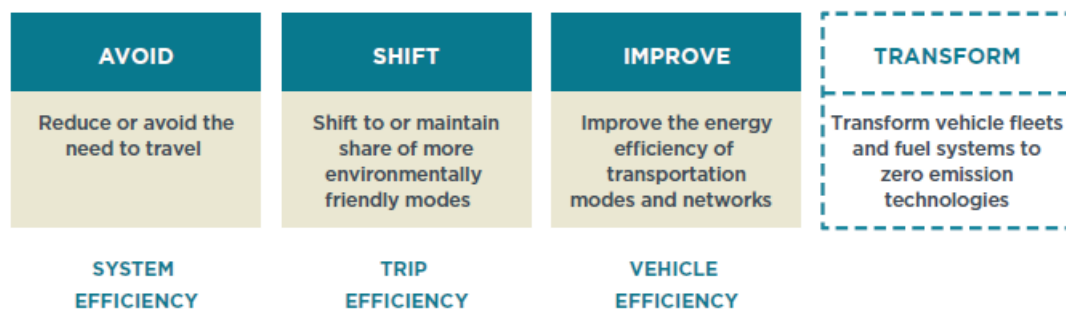 AVOID
Reduce or avoid the
need to travel
SYSTEM
EFFICIENCY
SHIFT
Shift to or maintain
share of more
environmentally
friendly modes
TRIP
EFFICIENCY
IMPROVE
Improve the energy
efficiency of
transportation
modes and networks
VEHICLE
EFFICIENCY
TRANSFORM
Transform vehicle fleets
and fuel systems to
zero emission
technologies